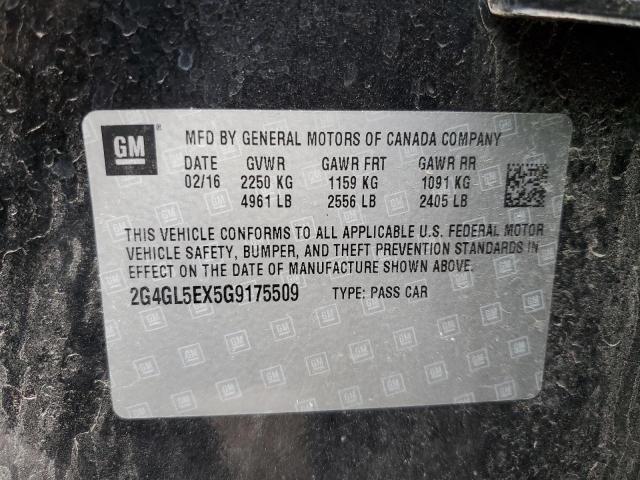 GM
MFD BY GENERAL MOTORS OF CANADA COMPANY
DATE GVWR GAWR FRT GAWR RR
02/16 2250 KG 1159 KG 1091 KG
4961 LB 2556 LB 2405 LB
THIS VEHICLE CONFORMS TO ALL APPLICABLE U.S. FEDERAL MOTOR
VEHICLE SAFETY, BUMPER, AND THEFT PREVENTION STANDARDS IN
EFFECT ON THE DATE OF MANUFACTURE SHOWN ABOVE.
2G4GL5EX5G9175509 TYPE: PASS CAR